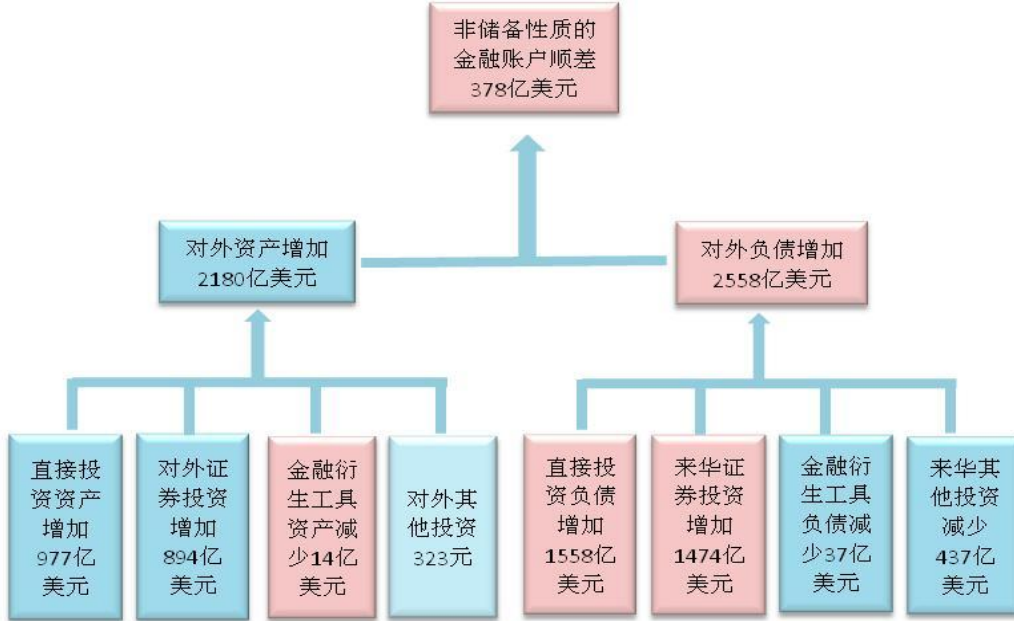 非储备性质的
金融账户顺差
378亿美元
对外资产增加
2180亿美元
对外负债增加
2558亿美元
直接投
资资产
增加
977亿
美元
对外证
券投资
增加
894亿
美元
金融衍
生工具
资产减
少14亿
美元
对外其
他投资
323元
直接投
资负债
增加
1558亿
美元
来华证
券投资
增加
1474亿
美元
金融衍
生工具
负债减
少37亿
美元
来华其
他投资
减少
437亿
美元